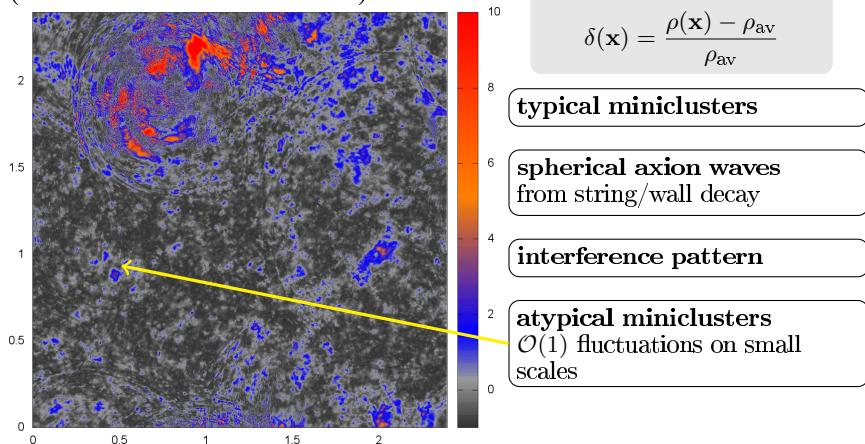 δ(x) = (ρ(x) − ρav) / ρav
typical miniclusters
spherical axion waves
from string/wall decay
interference pattern
atypical miniclusters
O(1) fluctuations on small
scales
10
8
6
4
2
0
2
1.5
1
0.5
0
0 0.5 1 1.5 2